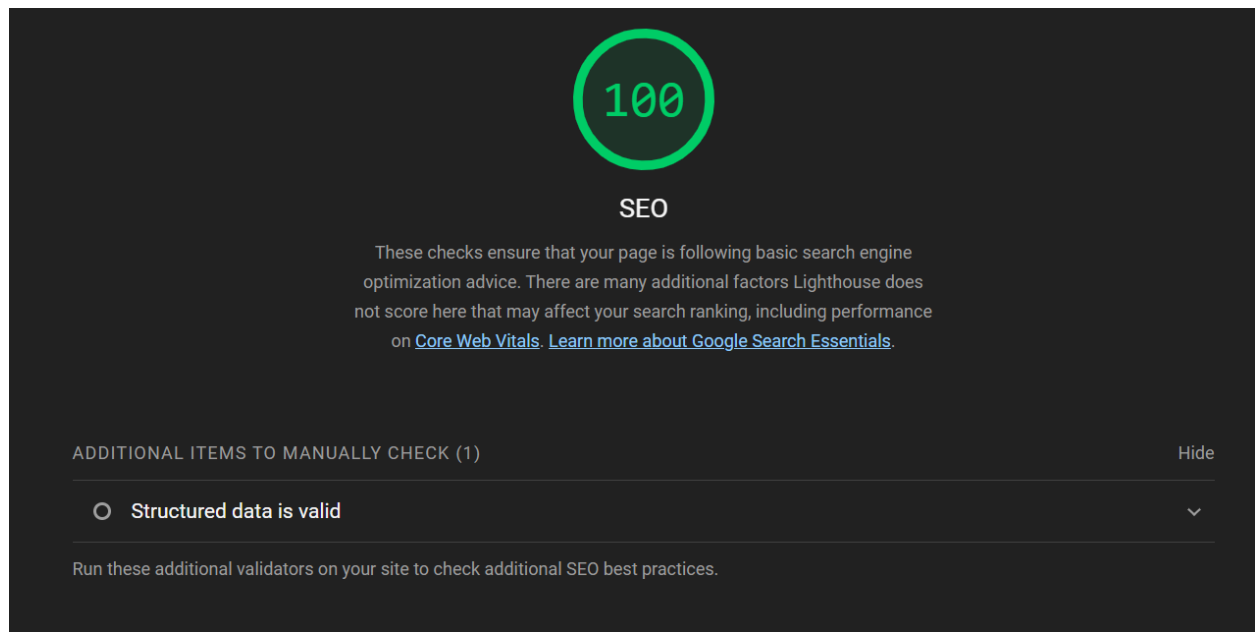 100
SEO
These checks ensure that your page is following basic search engine
optimization advice. There are many additional factors Lighthouse does
not score here that may affect your search ranking, including performance
on Core Web Vitals. Learn more about Google Search Essentials.
ADDITIONAL ITEMS TO MANUALLY CHECK (1) Hide
Structured data is valid
Run these additional validators on your site to check additional SEO best practices.